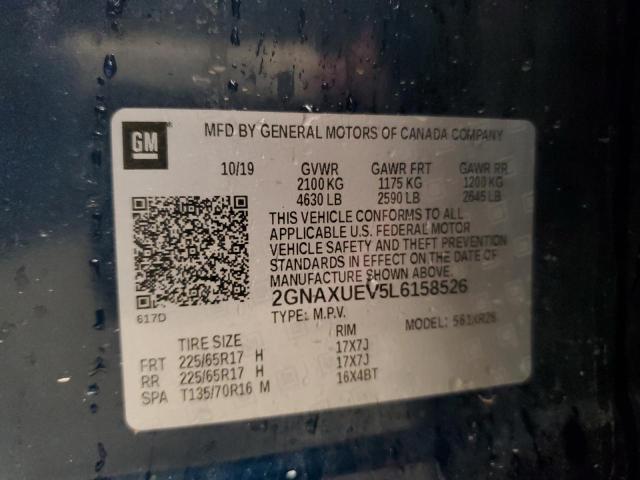 GM
MFD BY GENERAL MOTORS OF CANADA COMPANY
10/19 GVWR GAWR FRT GAWR RR
2100 KG 1175 KG 1200 KG
4630 LB 2590 LB 2645 LB
THIS VEHICLE CONFORMS TO ALL
APPLICABLE U.S. FEDERAL MOTOR
VEHICLE SAFETY AND THEFT PREVENTION
STANDARDS IN EFFECT ON THE DATE OF
MANUFACTURE SHOWN ABOVE.
617D
2GNAXUEV5L6158526
TYPE: M.P.V. MODEL: 561XR26
TIRE SIZE RIM
FRT 225/65R17 H 17X7J
RR 225/65R17 H 17X7J
SPA T135/70R16 M 16X4BT